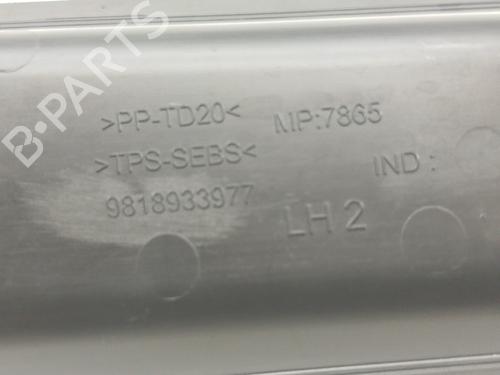 >PP-TD20<
MP:7865
>TPS-SEBS<
IND :
9818933977
LH 2
B-PARTS